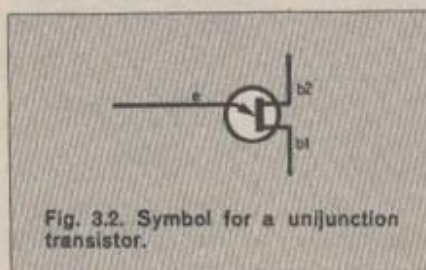 e
b2
b1
Fig. 3.2. Symbol for a unijunction
transistor.